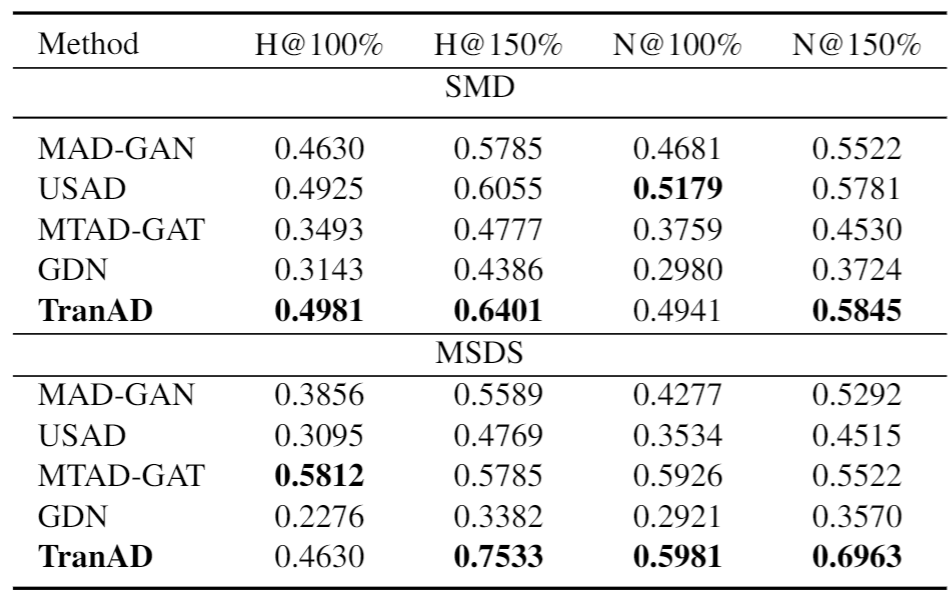 Method H@100% H@150% N@100% N@150%
SMD
MAD-GAN 0.4630 0.5785 0.4681 0.5522
USAD 0.4925 0.6055 0.5179 0.5781
MTAD-GAT 0.3493 0.4777 0.3759 0.4530
GDN 0.3143 0.4386 0.2980 0.3724
TranAD 0.4981 0.6401 0.4941 0.5845
MSDS
MAD-GAN 0.3856 0.5589 0.4277 0.5292
USAD 0.3095 0.4769 0.3534 0.4515
MTAD-GAT 0.5812 0.5785 0.5926 0.5522
GDN 0.2276 0.3382 0.2921 0.3570
TranAD 0.4630 0.7533 0.5981 0.6963